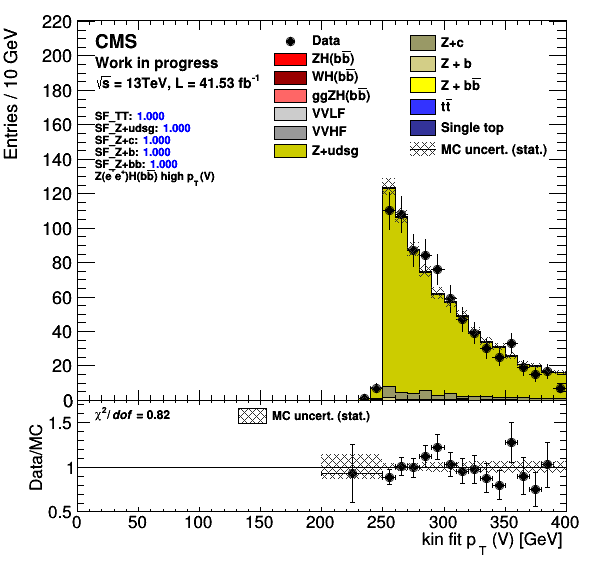 CMS
Work in progress
√s = 13TeV, L = 41.53 fb⁻¹
SF_TT: 1.000
SF_Z+udsg: 1.000
SF_Z+c: 1.000
SF_Z+b: 1.000
SF_Z+bb: 1.000
Z(e⁻e⁺)H(bb̅) high p_T(V)
Data
ZH(bb̅)
WH(bb̅)
ggZH(bb̅)
VVLF
VVHF
Z+udsg
Z+c
Z + b
Z + bb̅
tt̅
Single top
MC uncert. (stat.)
Entries / 10 GeV
220
200
180
160
140
120
100
80
60
40
20
0
χ²/dof = 0.82
MC uncert. (stat.)
Data/MC
1.5
1
0.5
0 50 100 150 200 250 300 350 400
kin fit p_T (V) [GeV]